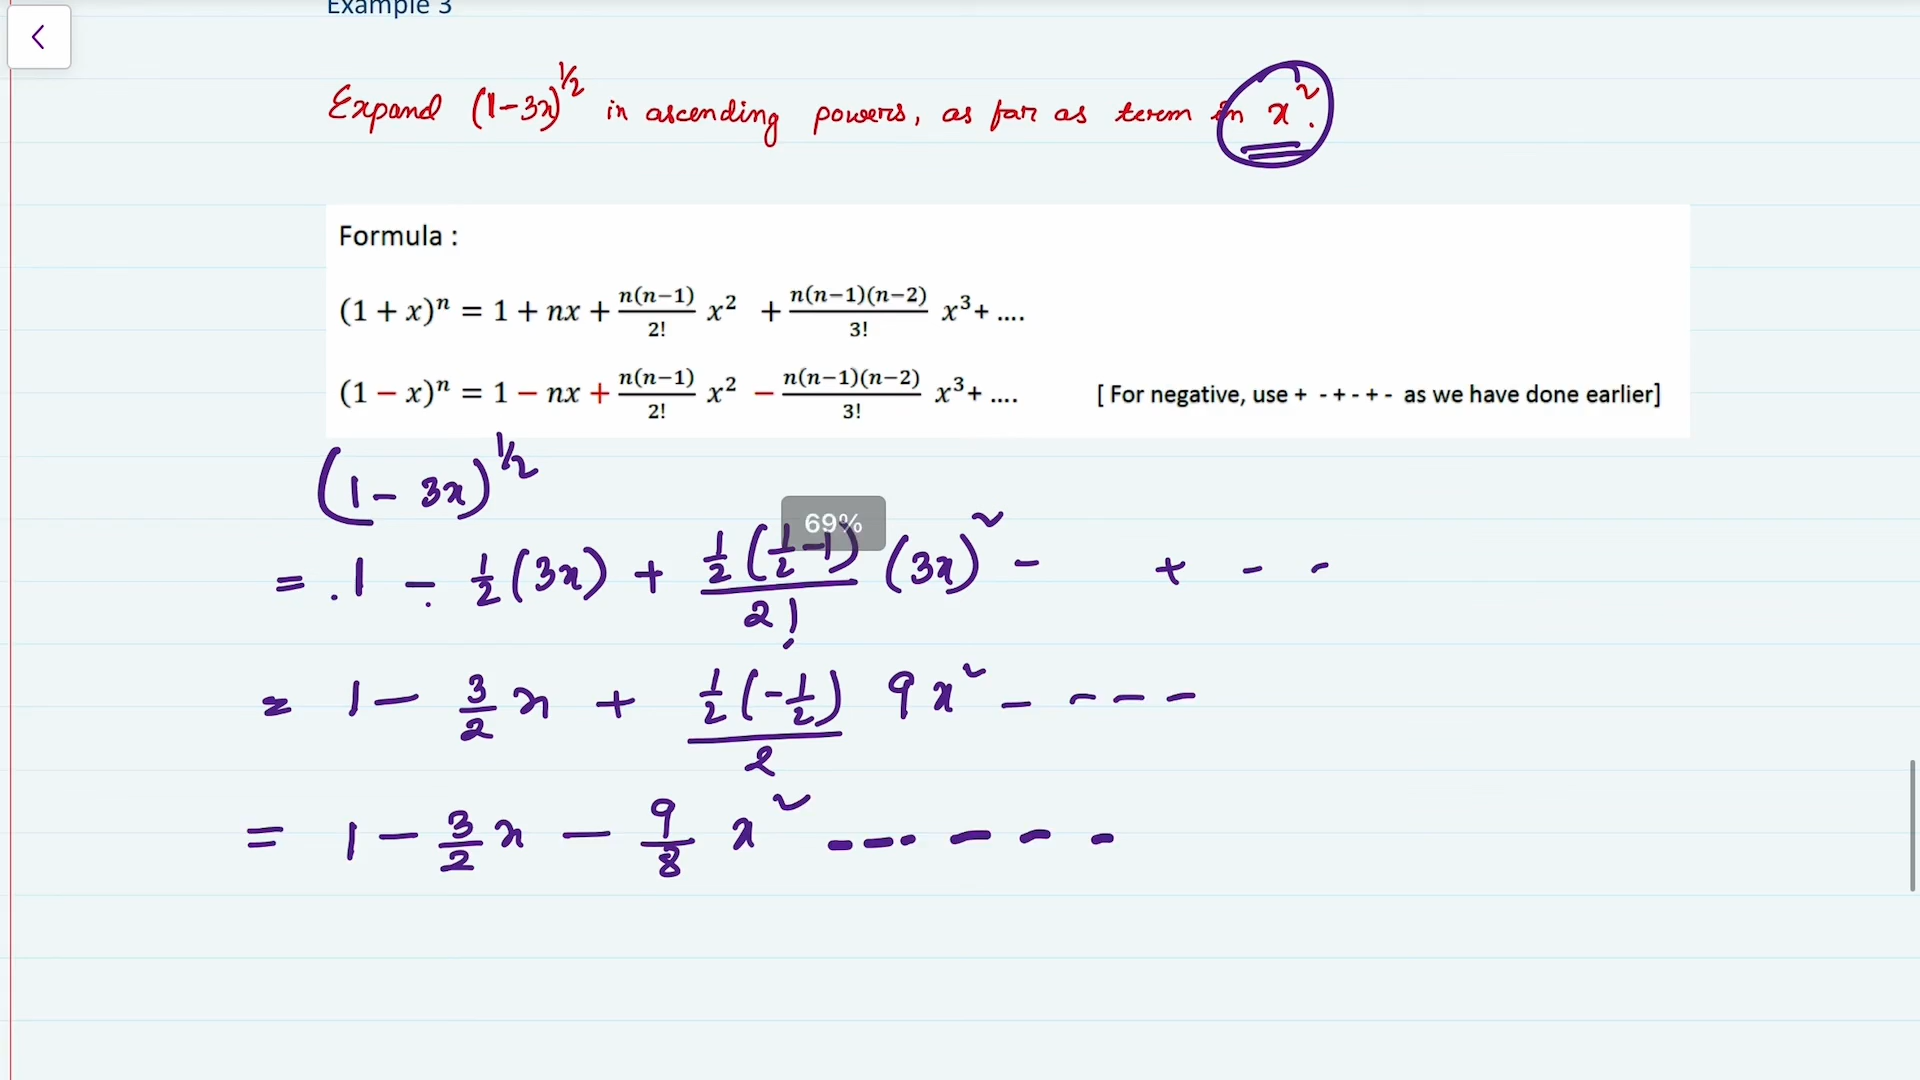 Example 3
Expand (1-3x)^½ in ascending powers, as far as term in x².
Formula :
(1 + x)ⁿ = 1 + nx + n(n−1)/2! x² + n(n−1)(n−2)/3! x³+ ....
(1 − x)ⁿ = 1 − nx + n(n−1)/2! x² − n(n−1)(n−2)/3! x³+ .... [ For negative, use + - + - + - as we have done earlier]
(1 - 3x)^½
69%
= 1 - ½(3x) + ½(½-1)/2! (3x)² - + - -
= 1 - 3/2 x + ½(-½)/2 9x² - - - -
= 1 - 3/2 x - 9/8 x² - - - - - -